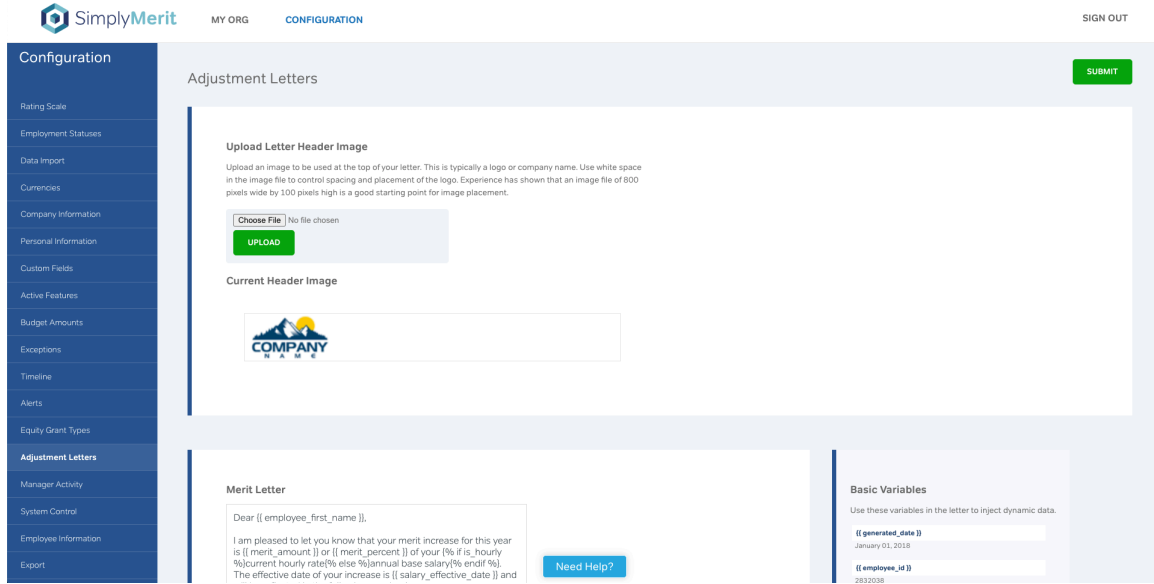 SimplyMerit
MY ORG
CONFIGURATION
SIGN OUT
Configuration
Rating Scale
Employment Statuses
Data Import
Currencies
Company Information
Personal Information
Custom Fields
Active Features
Budget Amounts
Exceptions
Timeline
Alerts
Equity Grant Types
Adjustment Letters
Manager Activity
System Control
Employee Information
Export
Adjustment Letters
SUBMIT
Upload Letter Header Image
Upload an image to be used at the top of your letter. This is typically a logo or company name. Use white space
in the image file to control spacing and placement of the logo. Experience has shown that an image file of 800
pixels wide by 100 pixels high is a good starting point for image placement.
Choose File No file chosen
UPLOAD
Current Header Image
COMPANY
NAME
Merit Letter
Dear {{ employee_first_name }},
I am pleased to let you know that your merit increase for this year
is {{ merit_amount }} or {{ merit_percent }} of your {% if is_hourly
%}current hourly rate{% else %}annual base salary{% endif %}.
The effective date of your increase is {{ salary_effective_date }} and
Need Help?
Basic Variables
Use these variables in the letter to inject dynamic data.
{{ generated_date }}
January 01, 2018
{{ employee_id }}
2832038